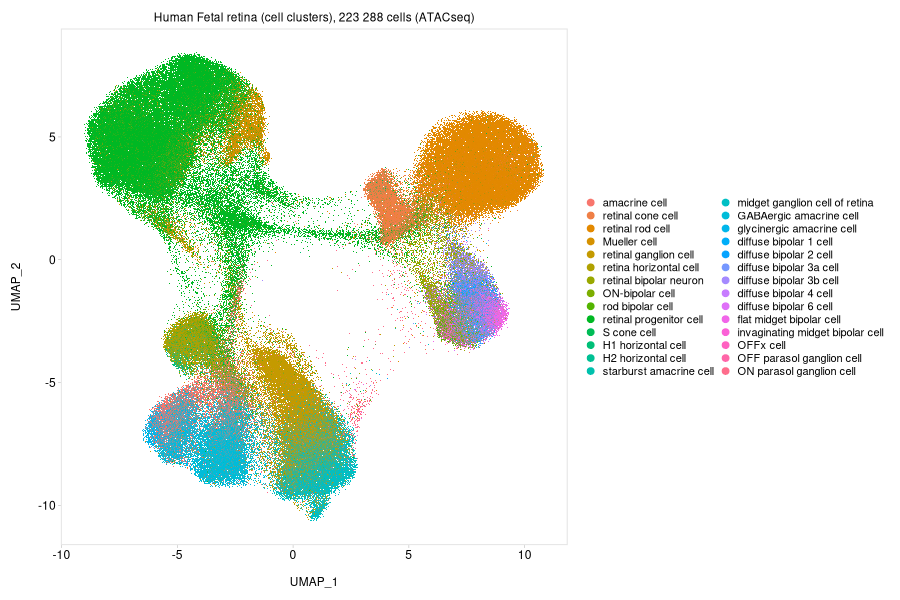 Human Fetal retina (cell clusters), 223 288 cells (ATACseq)
5
0
-5
-10
UMAP_2
-10
-5
0
5
10
UMAP_1
amacrine cell
retinal cone cell
retinal rod cell
Mueller cell
retinal ganglion cell
retina horizontal cell
retinal bipolar neuron
ON-bipolar cell
rod bipolar cell
retinal progenitor cell
S cone cell
H1 horizontal cell
H2 horizontal cell
starburst amacrine cell
midget ganglion cell of retina
GABAergic amacrine cell
glycinergic amacrine cell
diffuse bipolar 1 cell
diffuse bipolar 2 cell
diffuse bipolar 3a cell
diffuse bipolar 3b cell
diffuse bipolar 4 cell
diffuse bipolar 6 cell
flat midget bipolar cell
invaginating midget bipolar cell
OFFx cell
OFF parasol ganglion cell
ON parasol ganglion cell